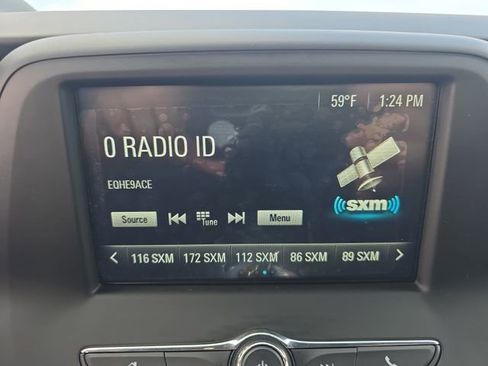 59°F 1:24 PM
0 RADIO ID
EQHE9ACE
sxm
Source Tune Menu
116 SXM 172 SXM 112 SXM 86 SXM 89 SXM